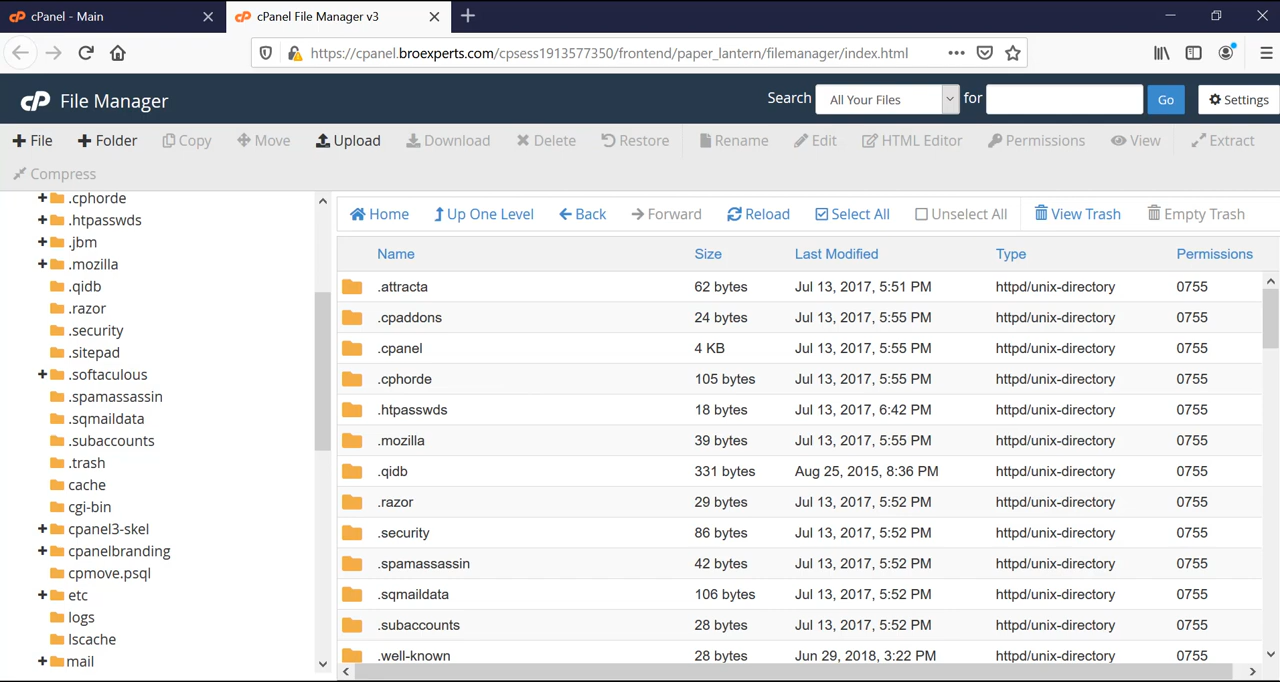 cPanel - Main
cPanel File Manager v3
https://cpanel.broexperts.com/cpsess1913577350/frontend/paper_lantern/filemanager/index.html
cP File Manager
Search All Your Files for Go Settings
File Folder Copy Move Upload Download Delete Restore Rename Edit HTML Editor Permissions View Extract
Compress
.cphorde
.htpasswds
.jbm
.mozilla
.qidb
.razor
.security
.sitepad
.softaculous
.spamassassin
.sqmaildata
.subaccounts
.trash
cache
cgi-bin
cpanel3-skel
cpanelbranding
cpmove.psql
etc
logs
lscache
mail
Home Up One Level Back Forward Reload Select All Unselect All View Trash Empty Trash
Name Size Last Modified Type Permissions
.attracta 62 bytes Jul 13, 2017, 5:51 PM httpd/unix-directory 0755
.cpaddons 24 bytes Jul 13, 2017, 5:55 PM httpd/unix-directory 0755
.cpanel 4 KB Jul 13, 2017, 5:55 PM httpd/unix-directory 0755
.cphorde 105 bytes Jul 13, 2017, 5:55 PM httpd/unix-directory 0755
.htpasswds 18 bytes Jul 13, 2017, 6:42 PM httpd/unix-directory 0755
.mozilla 39 bytes Jul 13, 2017, 5:55 PM httpd/unix-directory 0755
.qidb 331 bytes Aug 25, 2015, 8:36 PM httpd/unix-directory 0755
.razor 29 bytes Jul 13, 2017, 5:52 PM httpd/unix-directory 0755
.security 86 bytes Jul 13, 2017, 5:52 PM httpd/unix-directory 0755
.spamassassin 42 bytes Jul 13, 2017, 5:52 PM httpd/unix-directory 0755
.sqmaildata 106 bytes Jul 13, 2017, 5:52 PM httpd/unix-directory 0755
.subaccounts 28 bytes Jul 13, 2017, 5:52 PM httpd/unix-directory 0755
.well-known 28 bytes Jun 29, 2018, 3:22 PM httpd/unix-directory 0755